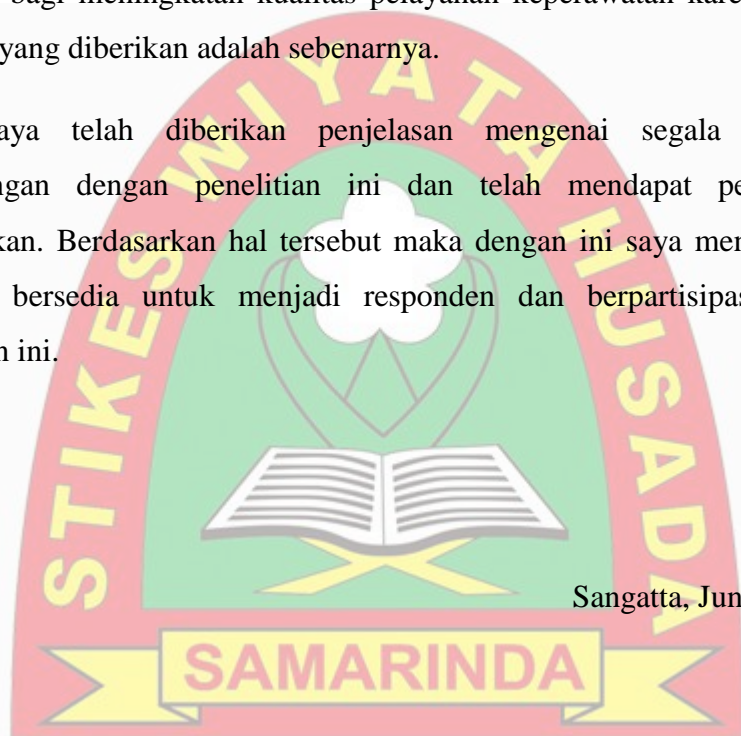 bagi meningkatan kualitas pelayanan keperawatan kare
yang diberikan adalah sebenarnya.
aya telah diberikan penjelasan mengenai segala
ngan dengan penelitian ini dan telah mendapat pe
kan. Berdasarkan hal tersebut maka dengan ini saya mer
bersedia untuk menjadi responden dan berpartisipas
n ini.
Sangatta, Jun
STIKES WIYATA HUSADA
SAMARINDA